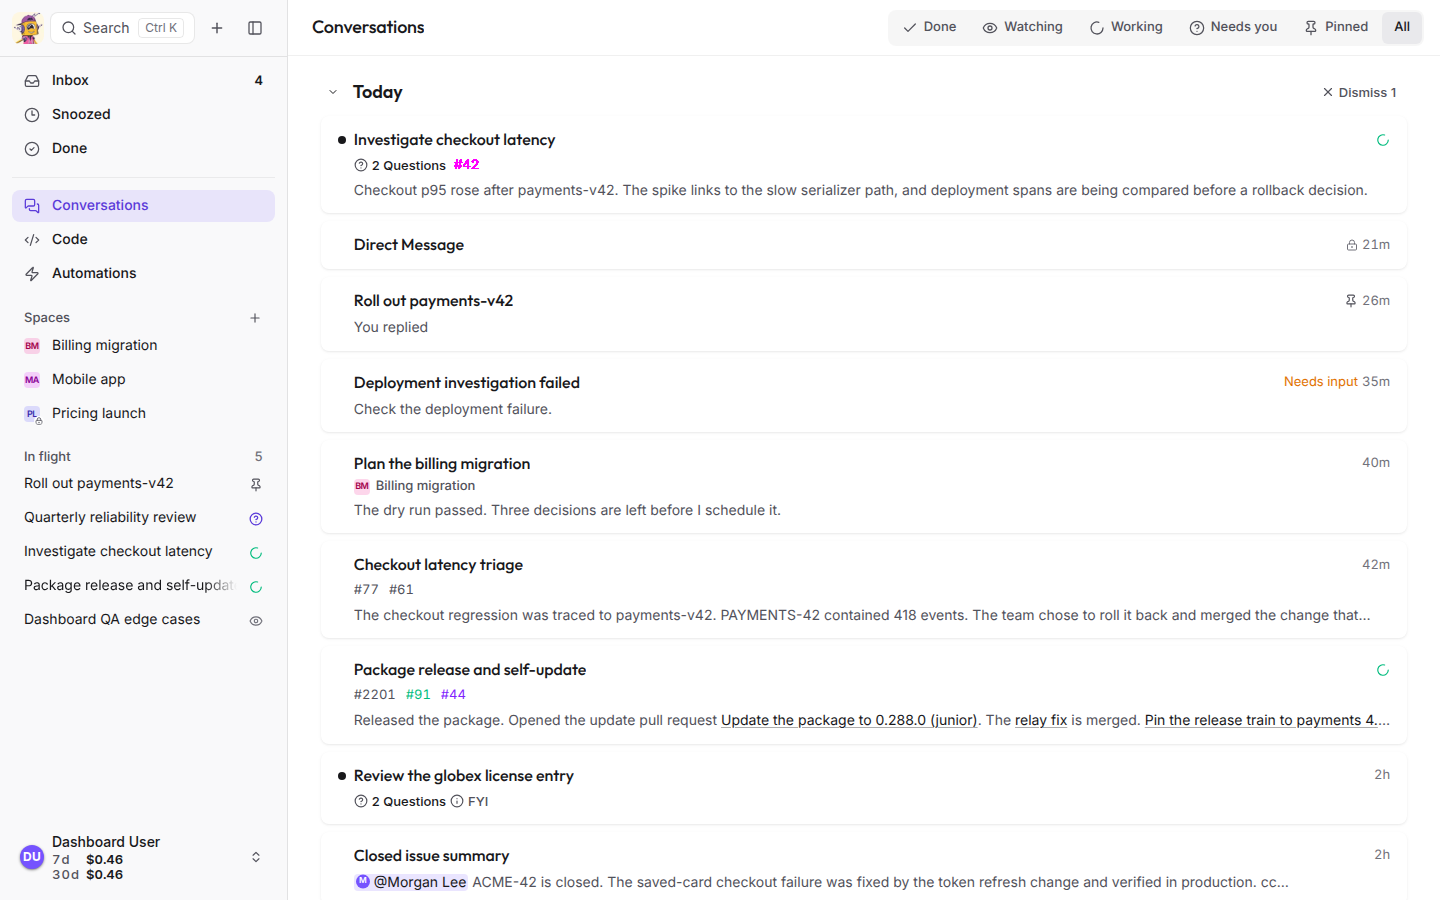 Search Ctrl K
Inbox 4
Snoozed
Done
Conversations
Code
Automations
Spaces
BM Billing migration
MA Mobile app
PL Pricing launch
In flight 5
Roll out payments-v42
Quarterly reliability review
Investigate checkout latency
Package release and self-update
Dashboard QA edge cases
DU Dashboard User
7d $0.46
30d $0.46
Conversations
Done Watching Working Needs you Pinned All
Today Dismiss 1
Investigate checkout latency
2 Questions #42
Checkout p95 rose after payments-v42. The spike links to the slow serializer path, and deployment spans are being compared before a rollback decision.
Direct Message 21m
Roll out payments-v42 26m
You replied
Deployment investigation failed Needs input 35m
Check the deployment failure.
Plan the billing migration 40m
BM Billing migration
The dry run passed. Three decisions are left before I schedule it.
Checkout latency triage 42m
#77 #61
The checkout regression was traced to payments-v42. PAYMENTS-42 contained 418 events. The team chose to roll it back and merged the change that...
Package release and self-update
#2201 #91 #44
Released the package. Opened the update pull request Update the package to 0.288.0 (junior). The relay fix is merged. Pin the release train to payments 4....
Review the globex license entry 2h
2 Questions FYI
Closed issue summary 2h
M @Morgan Lee ACME-42 is closed. The saved-card checkout failure was fixed by the token refresh change and verified in production. cc...